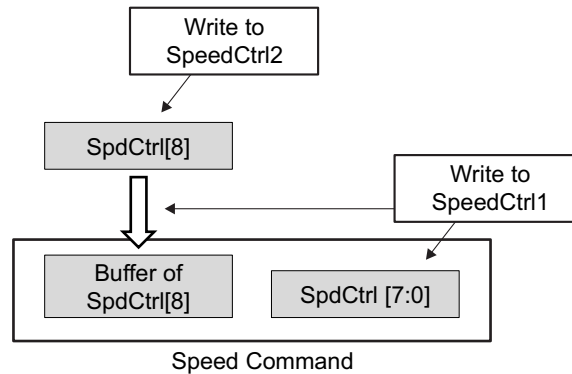 Write to
SpeedCtrl2
SpdCtrl[8]
Write to
SpeedCtrl1
Buffer of
SpdCtrl[8]
SpdCtrl [7:0]
Speed Command